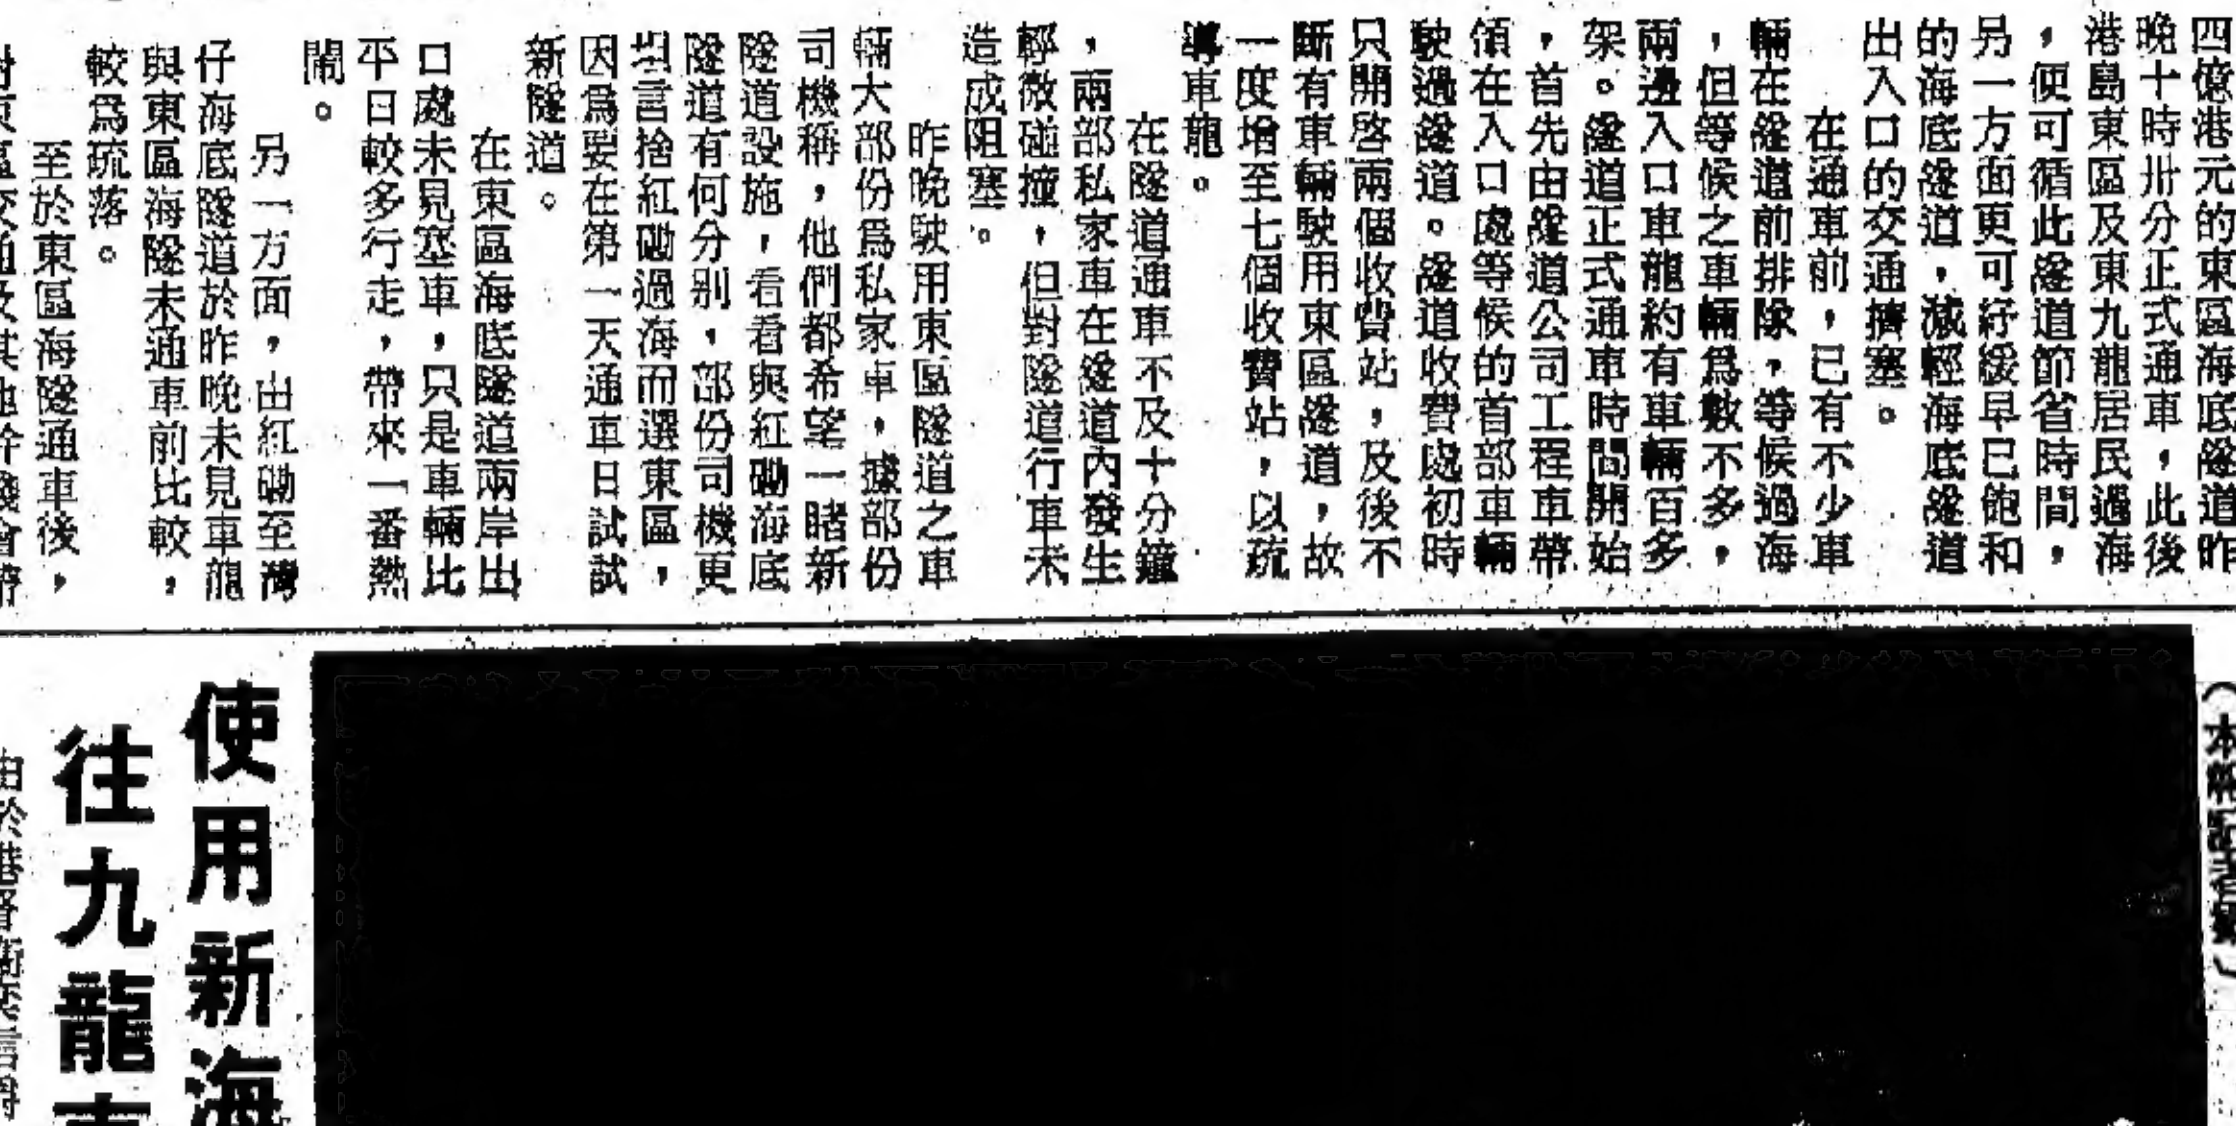 四億港元的東區海底隧道昨
晚十時卅分正式通車，此後
港島東區及東九龍居民過海
，便可循此隧道節省時間，
另一方面更可紓緩早已飽和
的海底隧道，減輕海底隧道
出入口的交通擠塞。
在通車前，已有不少車
輛在隧道前排隊，等候過海
，但等候之車輛爲數不多，
兩邊入口車龍約有車輛百多
架。隧道正式通車時間開始
，首先由隧道公司工程車帶
領在入口處等候的首部車輛
駛過隧道。隧道收費處初時
只開啓兩個收費站，及後不
斷有車輛駛用東區隧道，故
一度增至七個收費站，以疏
導車龍。
在隧道通車不及十分鐘
，兩部私家車在隧道內發生
輕微碰撞，但對隧道行車未
造成阻塞。
昨晚駛用東區隧道之車
輛大部份爲私家車，據部份
司機稱，他們都希望一睹新
隧道設施，看看與紅磡海底
隧道有何分別，部份司機更
坦言捨紅磡過海而選東區，
因爲要在第一天通車日試試
新隧道。
在東區海底隧道兩岸出
口處未見塞車，只是車輛比
平日較多行走，帶來一番熱
鬧。
另一方面，由紅磡至灣
仔海底隧道於昨晚未見車龍
與東區海隧未通車前比較，
較爲疏落。
至於東區海隧通車後，
（本報記者攝）
使用新海
往九龍